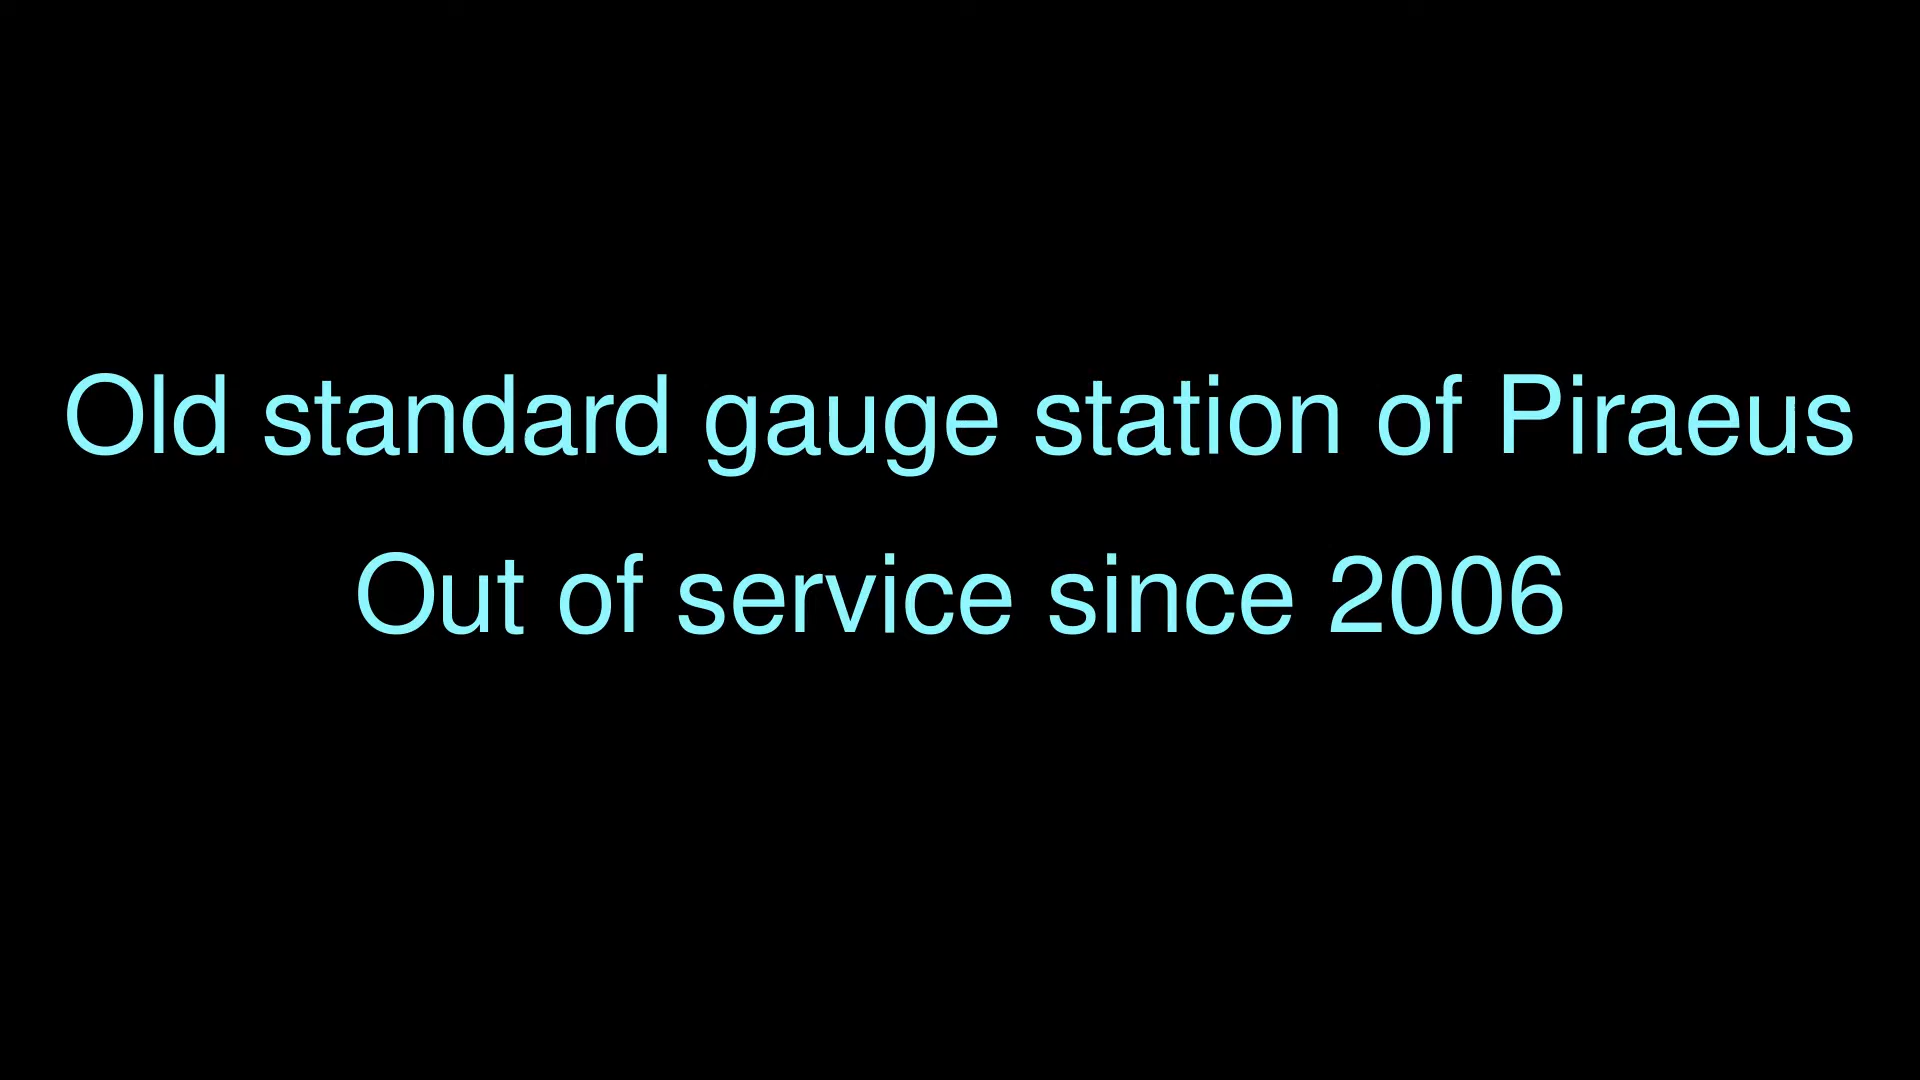 Old standard gauge station of Piraeus
Out of service since 2006